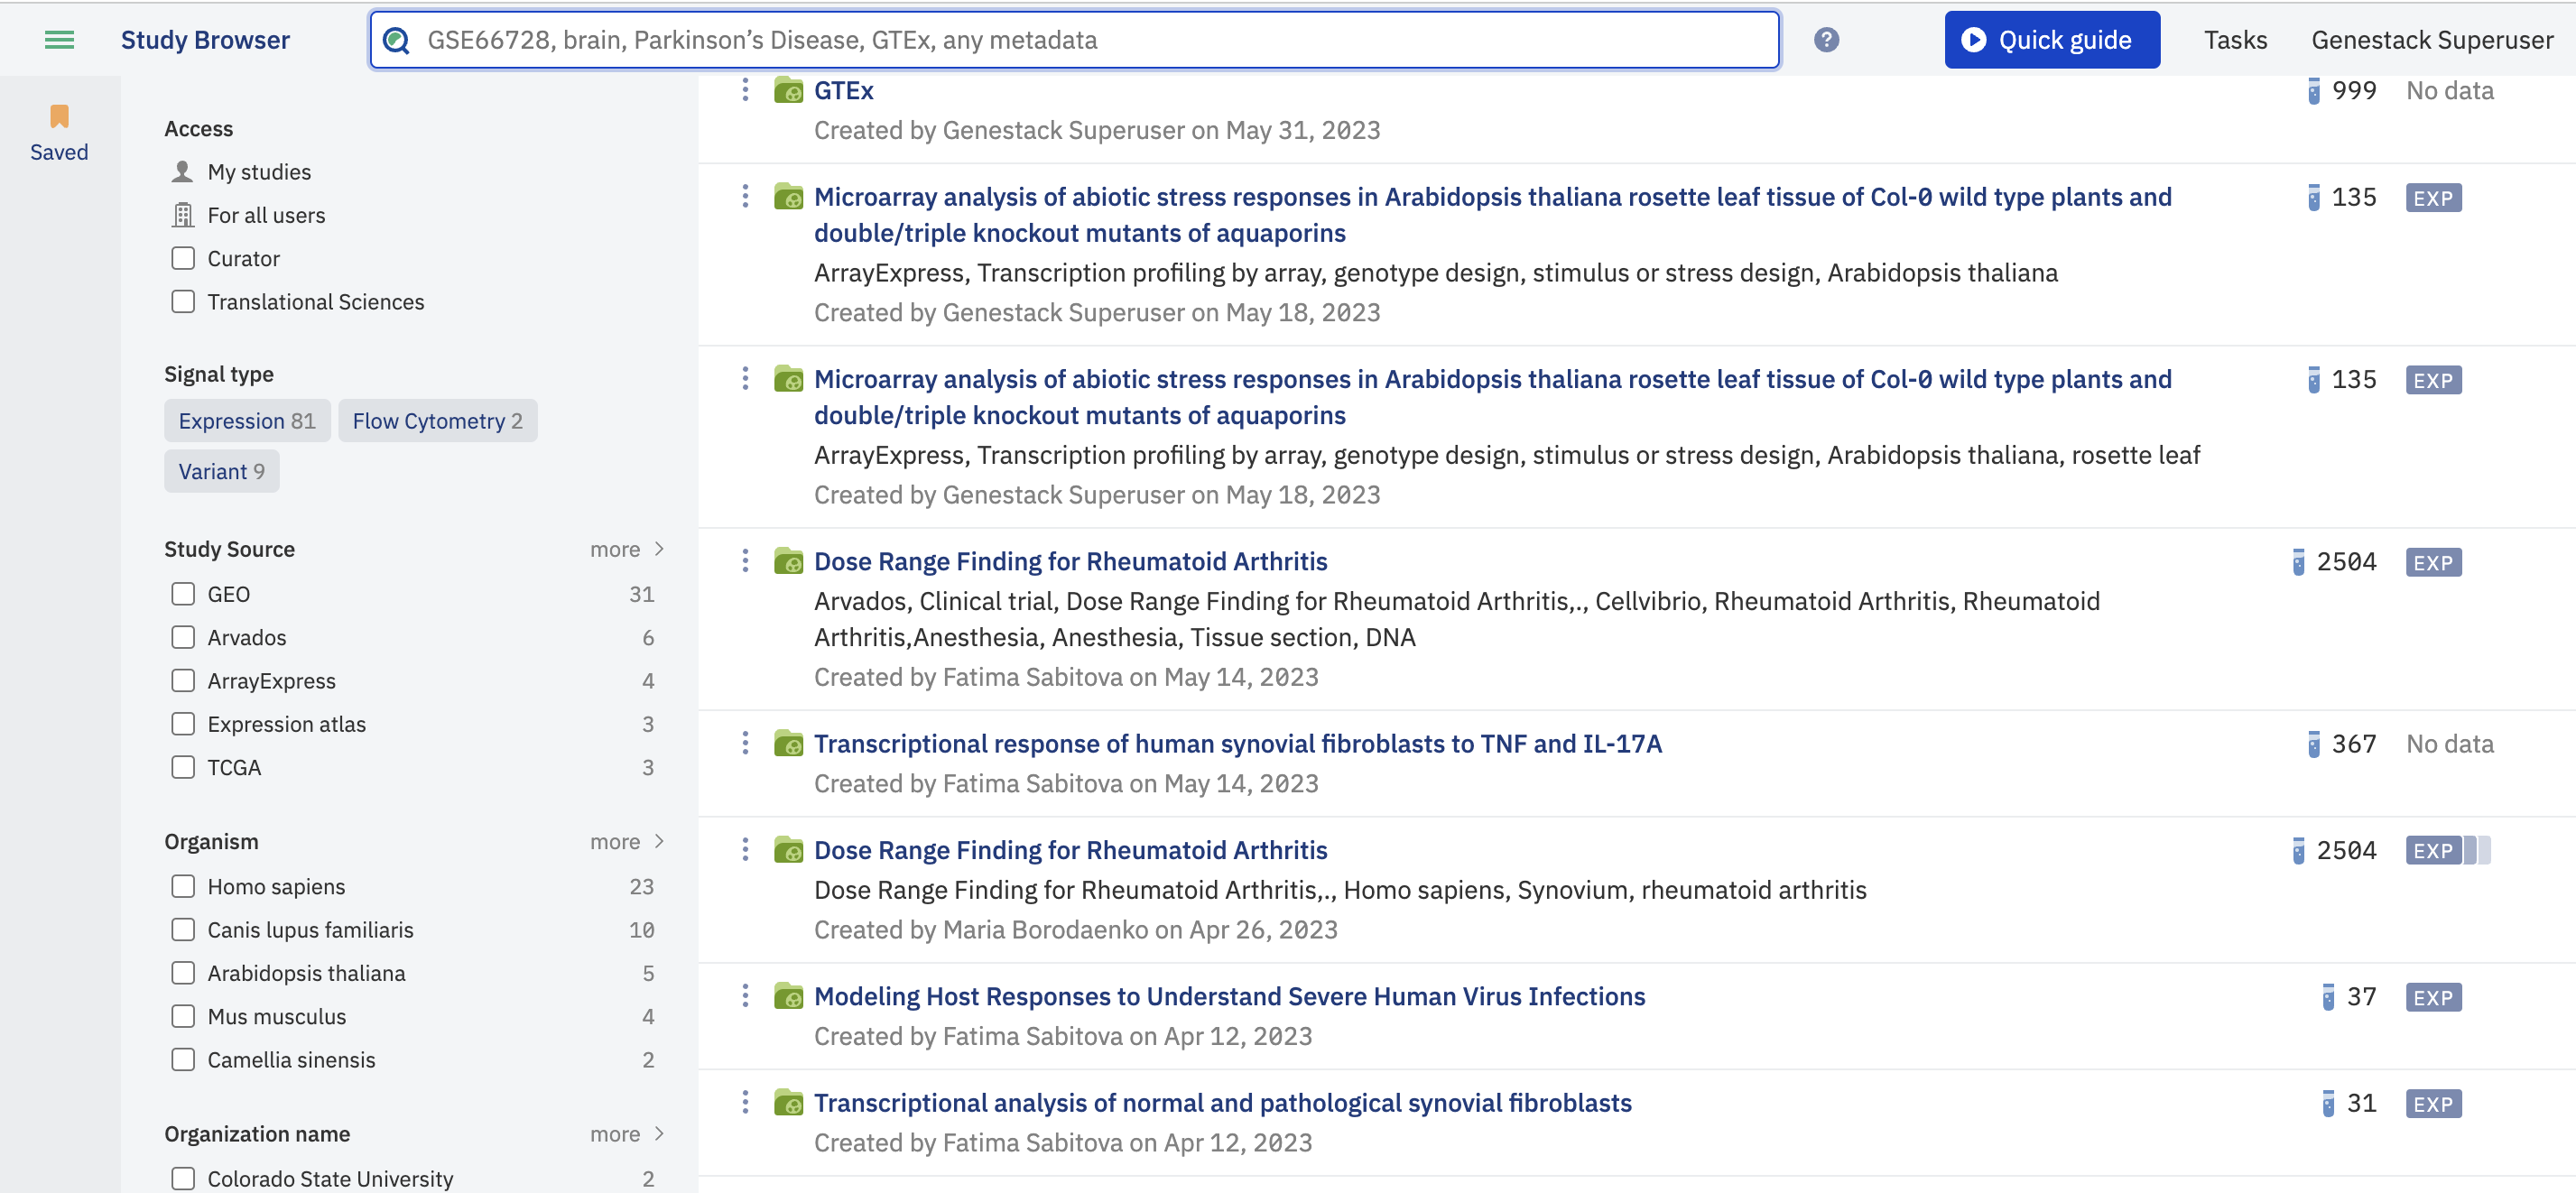 Study Browser
GSE66728, brain, Parkinson’s Disease, GTEx, any metadata
?
Quick guide
Tasks
Genestack Superuser
Saved
Access
My studies
For all users
Curator
Translational Sciences
Signal type
Expression 81
Flow Cytometry 2
Variant 9
Study Source more
GEO 31
Arvados 6
ArrayExpress 4
Expression atlas 3
TCGA 3
Organism more
Homo sapiens 23
Canis lupus familiaris 10
Arabidopsis thaliana 5
Mus musculus 4
Camellia sinensis 2
Organization name more
Colorado State University 2
GTEx 999 No data
Created by Genestack Superuser on May 31, 2023
Microarray analysis of abiotic stress responses in Arabidopsis thaliana rosette leaf tissue of Col-0 wild type plants and 135 EXP
double/triple knockout mutants of aquaporins
ArrayExpress, Transcription profiling by array, genotype design, stimulus or stress design, Arabidopsis thaliana
Created by Genestack Superuser on May 18, 2023
Microarray analysis of abiotic stress responses in Arabidopsis thaliana rosette leaf tissue of Col-0 wild type plants and 135 EXP
double/triple knockout mutants of aquaporins
ArrayExpress, Transcription profiling by array, genotype design, stimulus or stress design, Arabidopsis thaliana, rosette leaf
Created by Genestack Superuser on May 18, 2023
Dose Range Finding for Rheumatoid Arthritis 2504 EXP
Arvados, Clinical trial, Dose Range Finding for Rheumatoid Arthritis,., Cellvibrio, Rheumatoid Arthritis, Rheumatoid
Arthritis,Anesthesia, Anesthesia, Tissue section, DNA
Created by Fatima Sabitova on May 14, 2023
Transcriptional response of human synovial fibroblasts to TNF and IL-17A 367 No data
Created by Fatima Sabitova on May 14, 2023
Dose Range Finding for Rheumatoid Arthritis 2504 EXP
Dose Range Finding for Rheumatoid Arthritis,., Homo sapiens, Synovium, rheumatoid arthritis
Created by Maria Borodaenko on Apr 26, 2023
Modeling Host Responses to Understand Severe Human Virus Infections 37 EXP
Created by Fatima Sabitova on Apr 12, 2023
Transcriptional analysis of normal and pathological synovial fibroblasts 31 EXP
Created by Fatima Sabitova on Apr 12, 2023